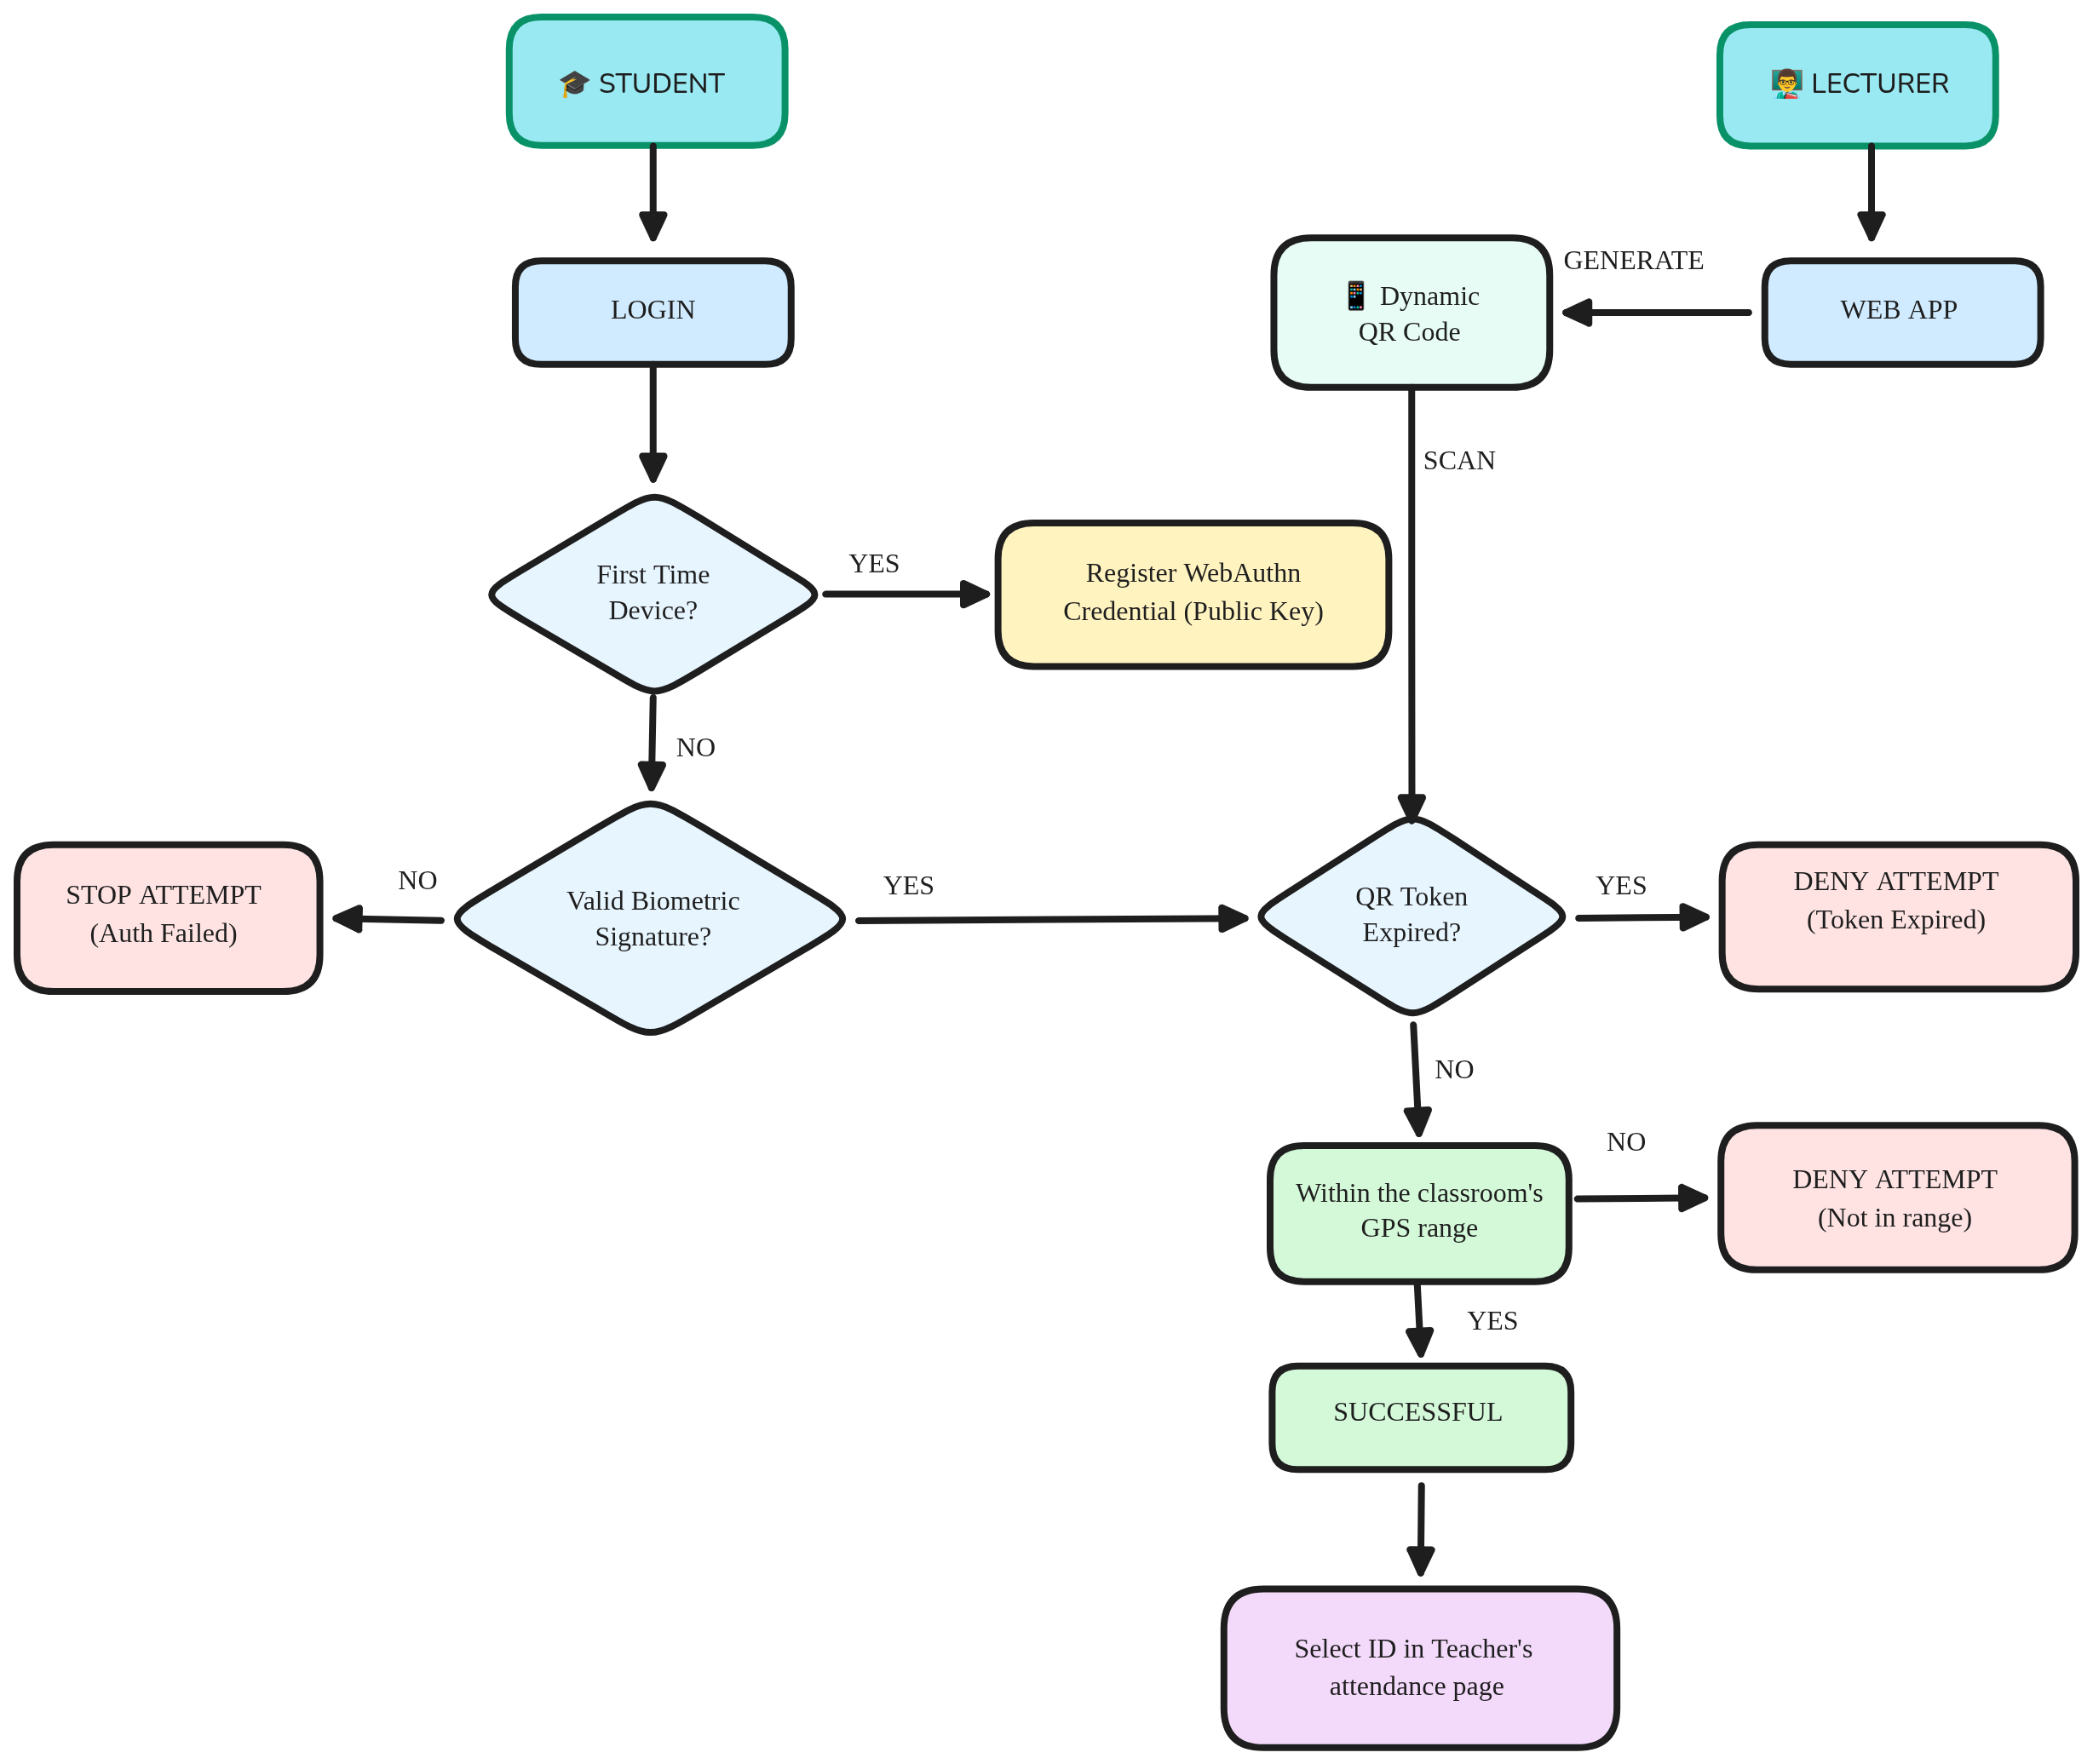 🎓 STUDENT
👨‍🏫 LECTURER
LOGIN
📱 Dynamic
QR Code
GENERATE
WEB APP
SCAN
First Time
Device?
YES
Register WebAuthn
Credential (Public Key)
NO
STOP ATTEMPT
(Auth Failed)
NO
Valid Biometric
Signature?
YES
QR Token
Expired?
YES
DENY ATTEMPT
(Token Expired)
NO
Within the classroom's
GPS range
NO
DENY ATTEMPT
(Not in range)
YES
SUCCESSFUL
Select ID in Teacher's
attendance page